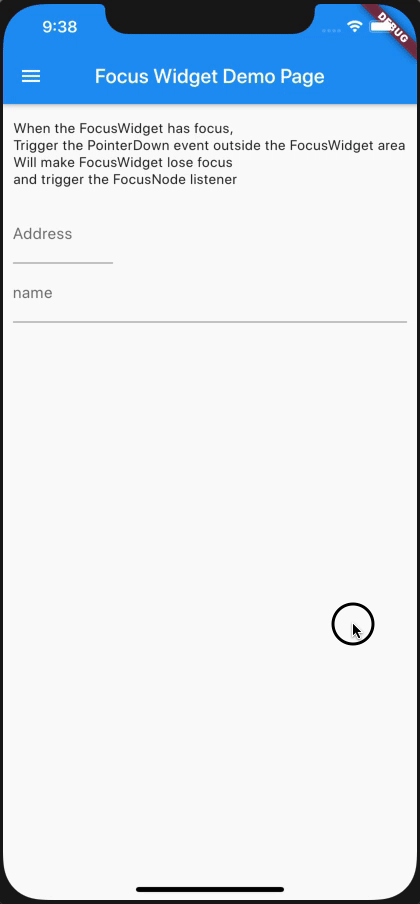 9:38
DEBUG
Focus Widget Demo Page
When the FocusWidget has focus,
Trigger the PointerDown event outside the FocusWidget area
Will make FocusWidget lose focus
and trigger the FocusNode listener
Address
name